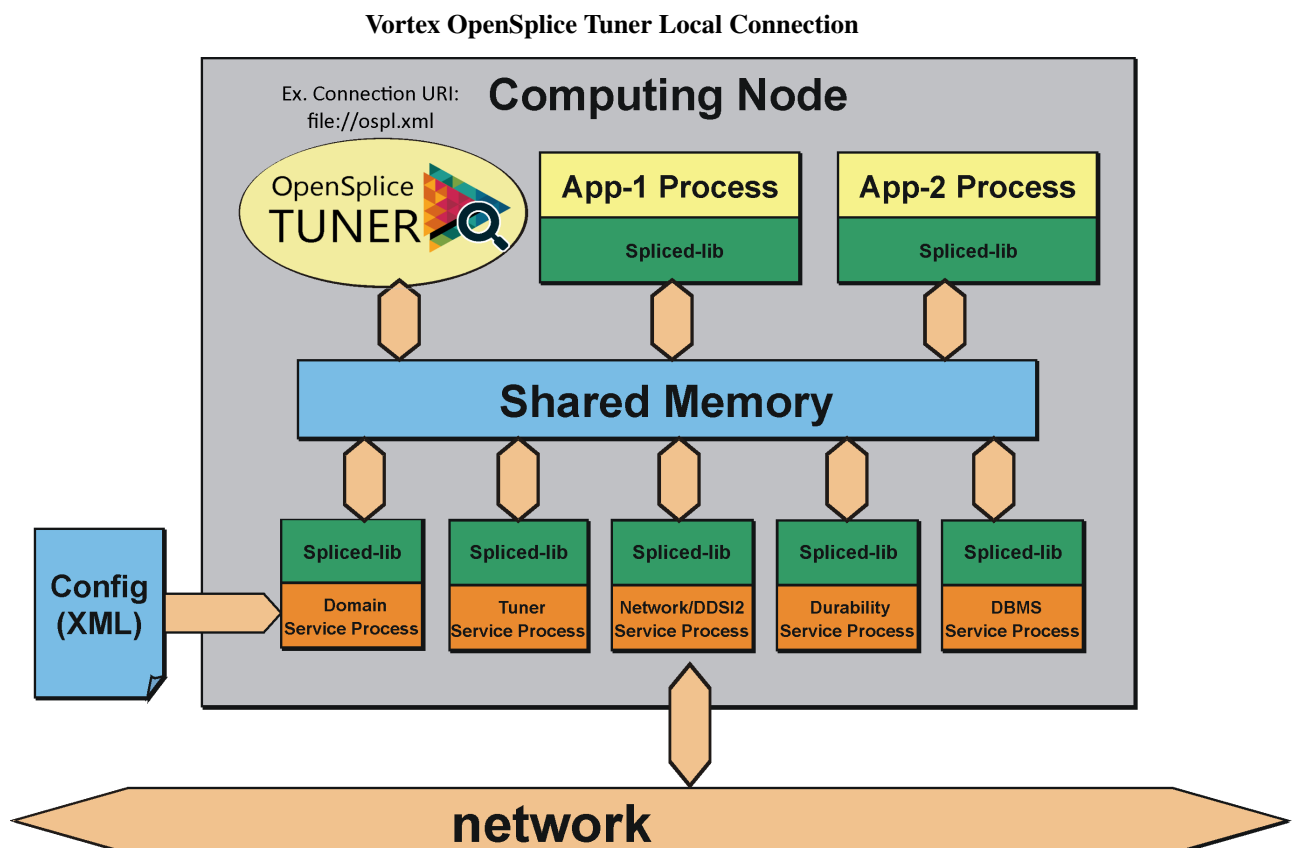 Vortex OpenSplice Tuner Local Connection
Ex. Connection URI:
file://ospl.xml
Computing Node
OpenSplice
TUNER
App-1 Process
Spliced-lib
App-2 Process
Spliced-lib
Shared Memory
Config
(XML)
Spliced-lib
Domain
Service Process
Spliced-lib
Tuner
Service Process
Spliced-lib
Network/DDSI2
Service Process
Spliced-lib
Durability
Service Process
Spliced-lib
DBMS
Service Process
network